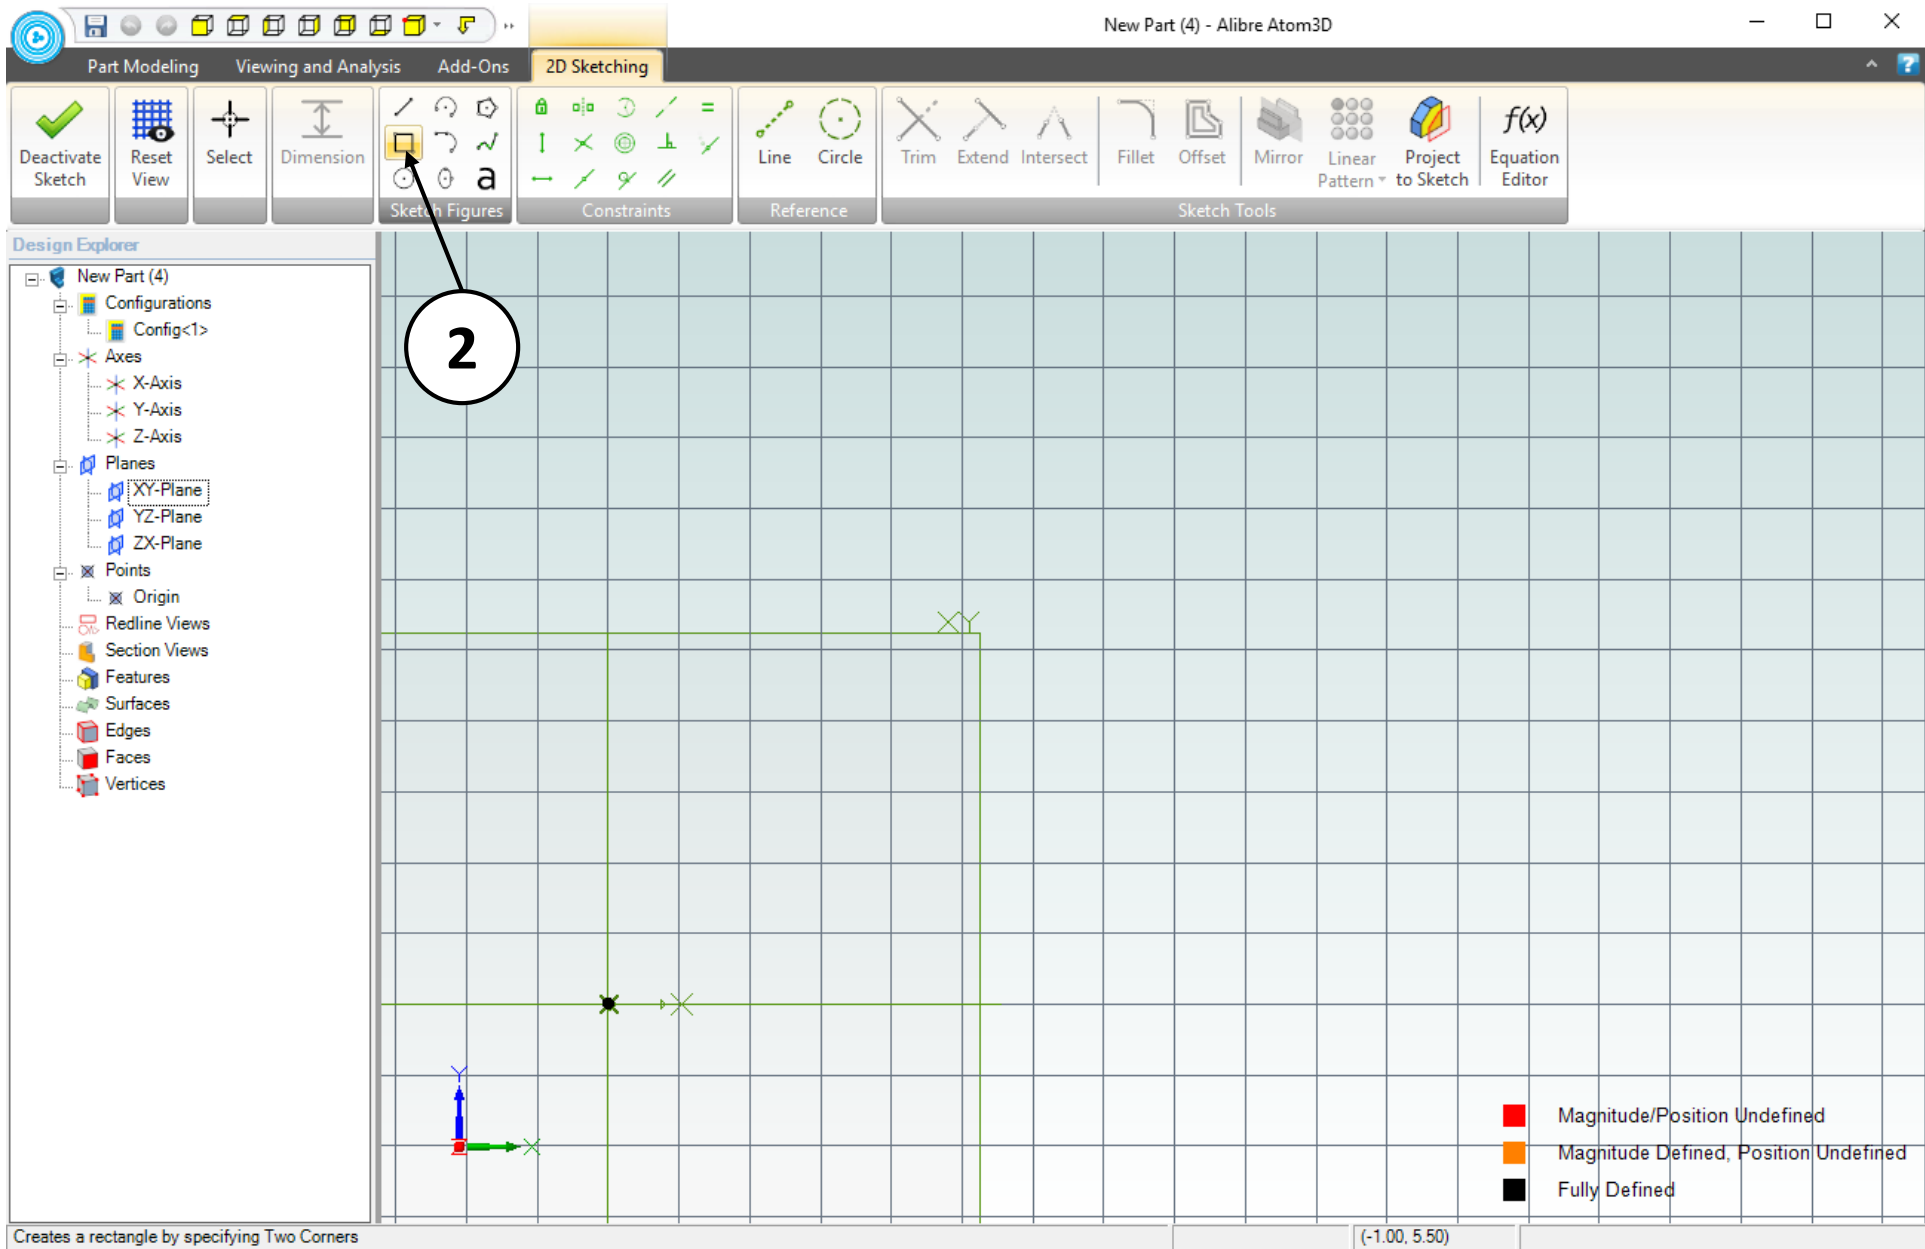 New Part (4) - Alibre Atom3D
Part Modeling Viewing and Analysis Add-Ons 2D Sketching
Deactivate Sketch
Reset View
Select
Dimension
a
Sketch Figures
Constraints
Line
Circle
Reference
Trim
Extend
Intersect
Fillet
Offset
Mirror
Linear Pattern
Project to Sketch
f(x)
Equation Editor
Sketch Tools
Design Explorer
New Part (4)
Configurations
Config<1>
Axes
X-Axis
Y-Axis
Z-Axis
Planes
XY-Plane
YZ-Plane
ZX-Plane
Points
Origin
Redline Views
Section Views
Features
Surfaces
Edges
Faces
Vertices
2
XY
X
Y
X
Magnitude/Position Undefined
Magnitude Defined, Position Undefined
Fully Defined
Creates a rectangle by specifying Two Corners
(-1.00, 5.50)